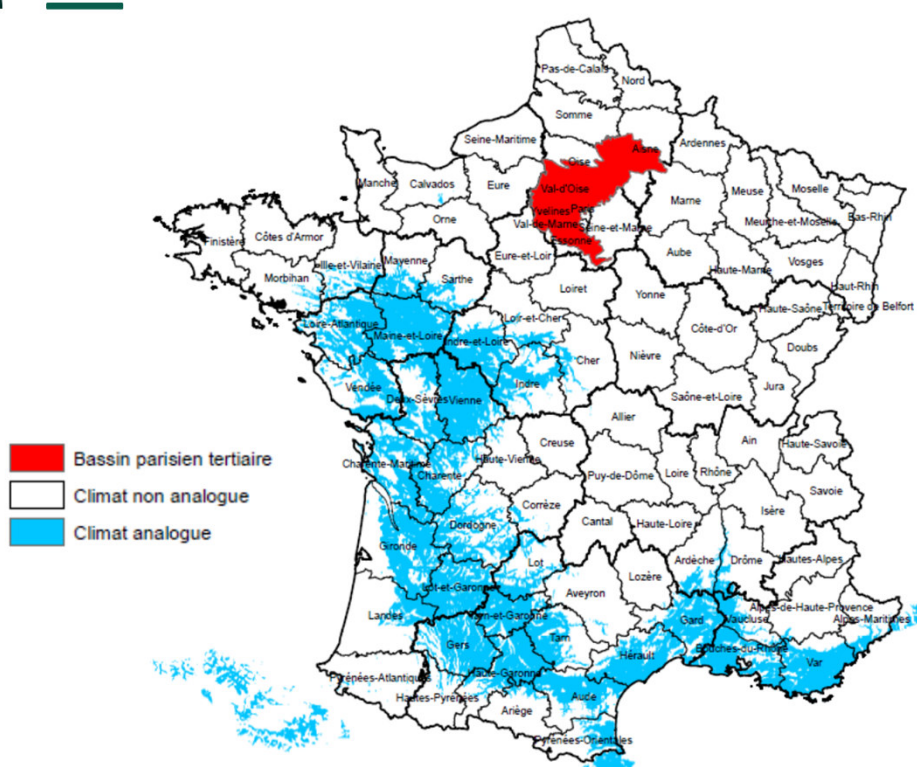 Pas-de-Calais
Nord
Somme
Seine-Maritime
Aisne
Ardennes
Oise
Manche
Calvados
Eure
Val-d'Oise
Marne
Meuse
Moselle
Bas-Rhin
Orne
Yvelines
Paris
Val-de-Marne
Seine-et-Marne
Meurthe-et-Moselle
Essonne
Finistère
Côtes d'Armor
Eure-et-Loir
Aube
Haute-Marne
Vosges
Ille-et-Vilaine
Mayenne
Morbihan
Sarthe
Loiret
Yonne
Haut-Rhin
Haute-Saône
Territoire de Belfort
Loire-Atlantique
Maine-et-Loire
Loir-et-Cher
Indre-et-Loire
Côte-d'Or
Cher
Nièvre
Doubs
Vendée
Deux-Sèvres
Vienne
Indre
Saône-et-Loire
Jura
Allier
Bassin parisien tertiaire
Charente-Maritime
Charente
Haute-Vienne
Creuse
Puy-de-Dôme
Loire
Rhône
Ain
Haute-Savoie
Climat non analogue
Savoie
Corrèze
Isère
Climat analogue
Dordogne
Cantal
Haute-Loire
Gironde
Lot
Ardèche
Drôme
Hautes-Alpes
Lot-et-Garonne
Aveyron
Lozère
Landes
Tarn-et-Garonne
Gard
Vaucluse
Alpes-de-Haute-Provence
Alpes-Maritimes
Gers
Tarn
Hérault
Bouches-du-Rhône
Var
Pyrénées-Atlantiques
Haute-Garonne
Hautes-Pyrénées
Aude
Ariège
Pyrénées-Orientales